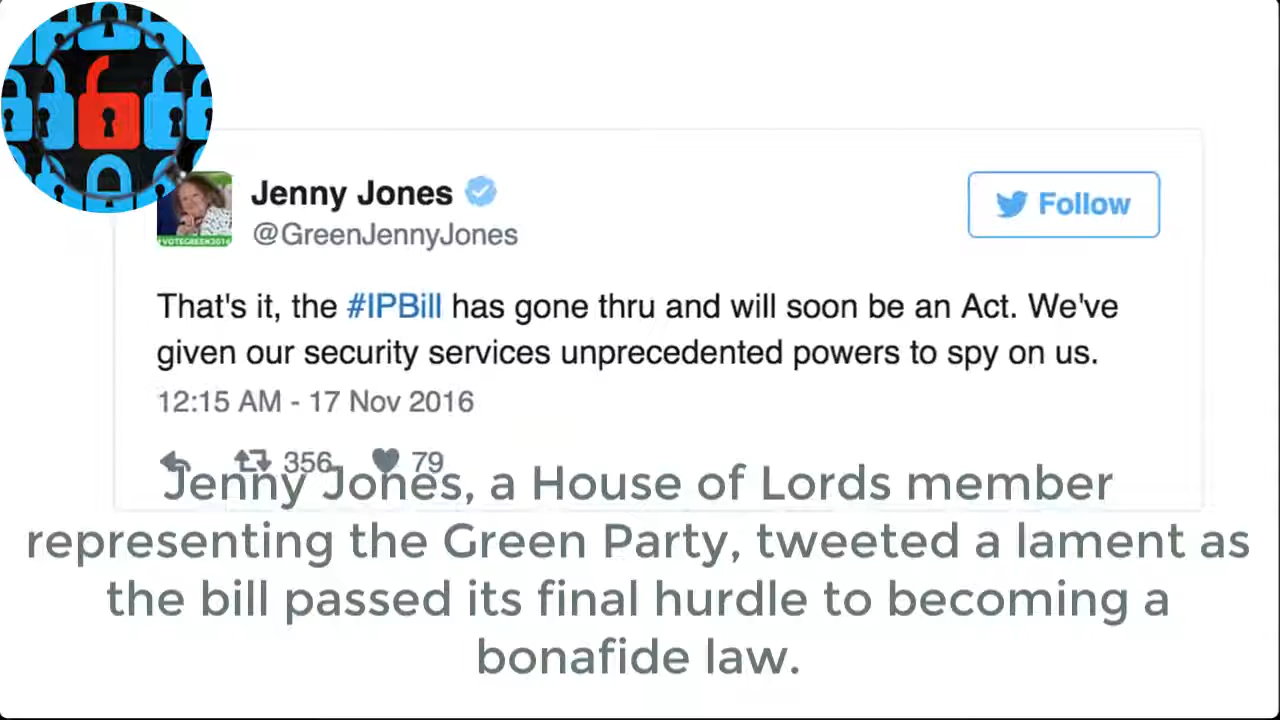 Jenny Jones
@GreenJennyJones
Follow
That's it, the #IPBill has gone thru and will soon be an Act. We've
given our security services unprecedented powers to spy on us.
12:15 AM - 17 Nov 2016
356 79
Jenny Jones, a House of Lords member
representing the Green Party, tweeted a lament as
the bill passed its final hurdle to becoming a
bonafide law.